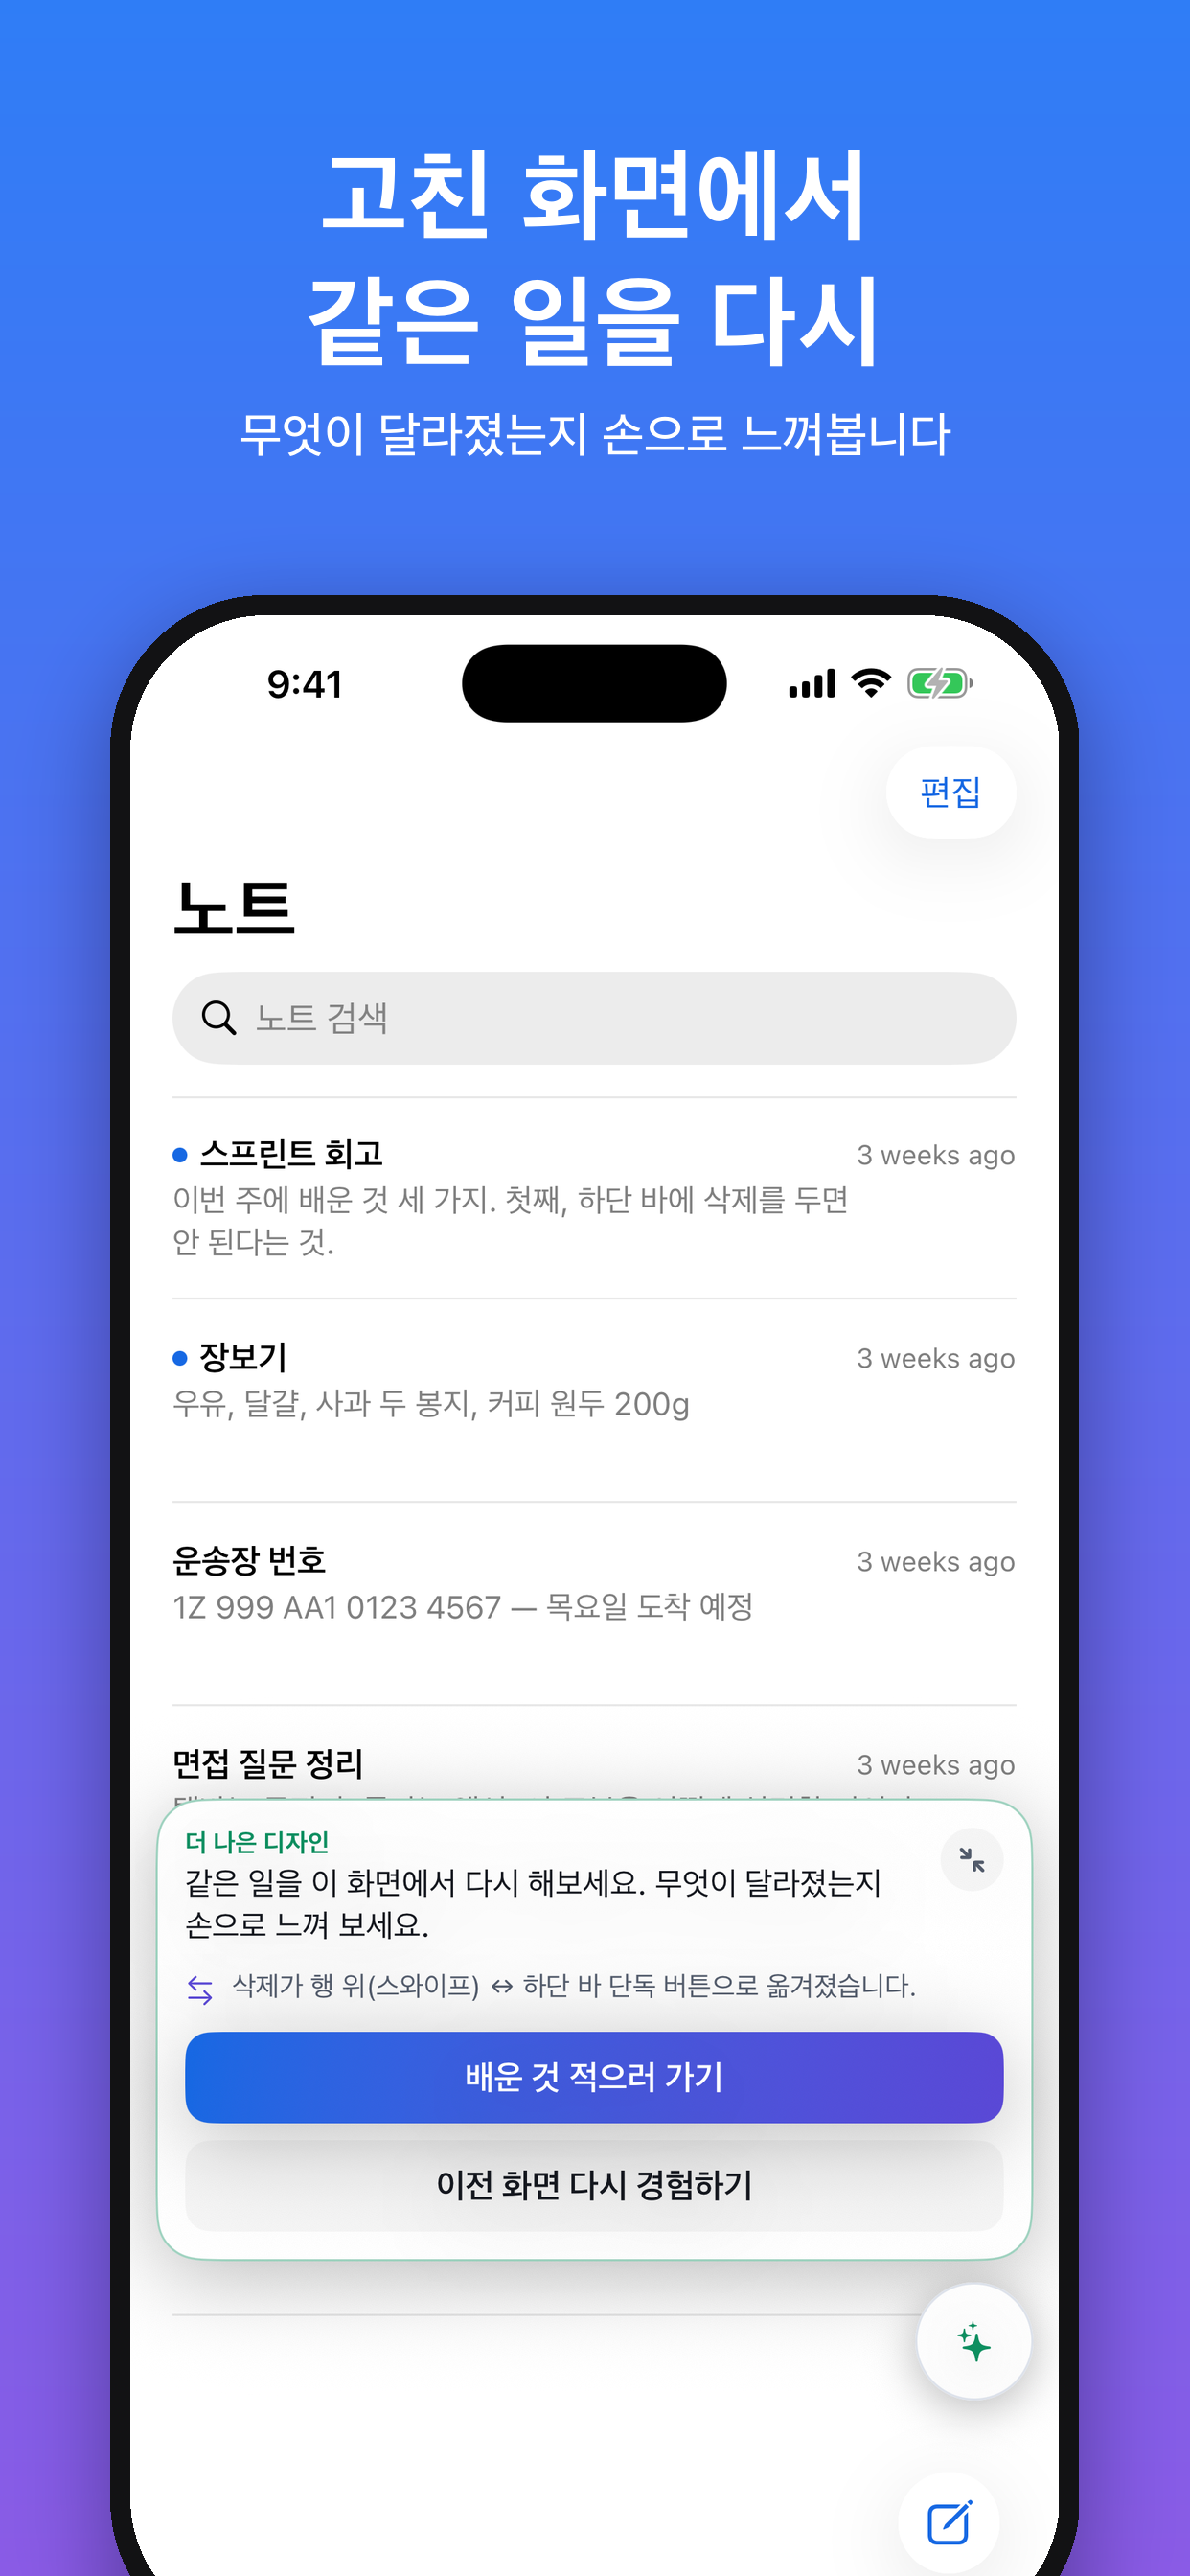 고친 화면에서
같은 일을 다시
무엇이 달라졌는지 손으로 느껴봅니다
9:41
편집
노트
노트 검색
스프린트 회고
3 weeks ago
이번 주에 배운 것 세 가지. 첫째, 하단 바에 삭제를 두면
안 된다는 것.
장보기
3 weeks ago
우유, 달걀, 사과 두 봉지, 커피 원두 200g
운송장 번호
3 weeks ago
1Z 999 AA1 0123 4567 — 목요일 도착 예정
면접 질문 정리
3 weeks ago
더 나은 디자인
같은 일을 이 화면에서 다시 해보세요. 무엇이 달라졌는지
손으로 느껴 보세요.
삭제가 행 위(스와이프) ↔ 하단 바 단독 버튼으로 옮겨졌습니다.
배운 것 적으러 가기
이전 화면 다시 경험하기